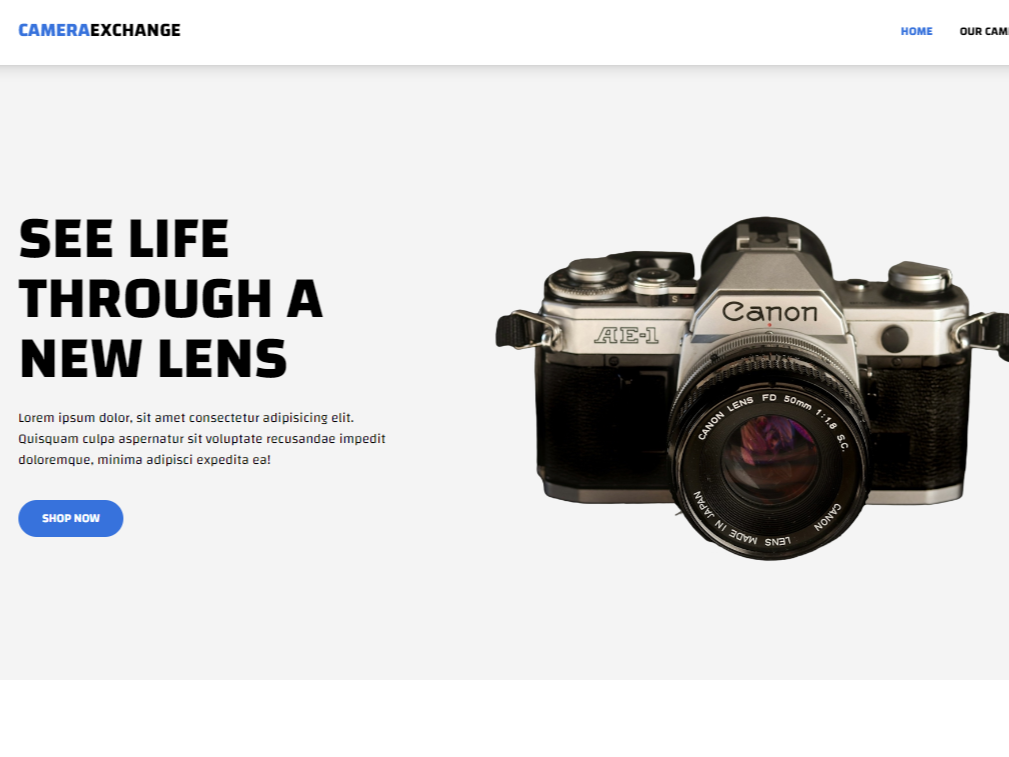 CAMERAEXCHANGE
HOME
OUR CAM
SEE LIFE
THROUGH A
NEW LENS
Lorem ipsum dolor, sit amet consectetur adipisicing elit.
Quisquam culpa aspernatur sit voluptate recusandae impedit
doloremque, minima adipisci expedita ea!
SHOP NOW
Canon
AE-1
S
CANON LENS FD 50mm 1:1.8 S.C.
CANON LENS MADE IN JAPAN